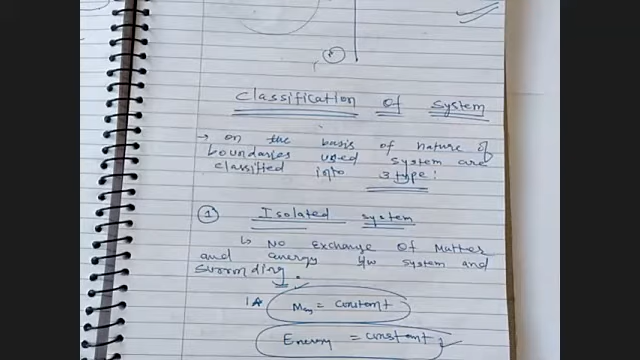 Classification of system
→ on the basis of nature of
boundaries used system are
classified into 3 type:
① Isolated system
↳ No exchange of Matter
and energy b/w system and
surrounding.
= constant
Energy = constant